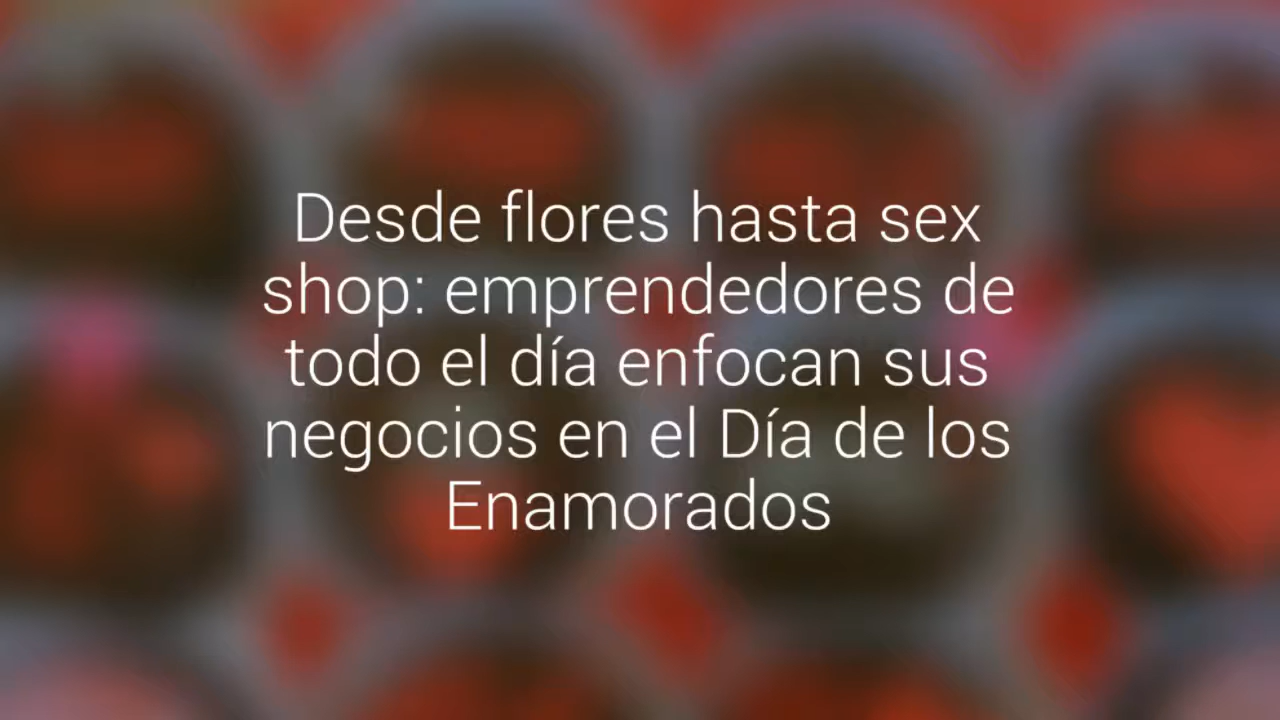 Desde flores hasta sex
shop: emprendedores de
todo el día enfocan sus
negocios en el Día de los
Enamorados